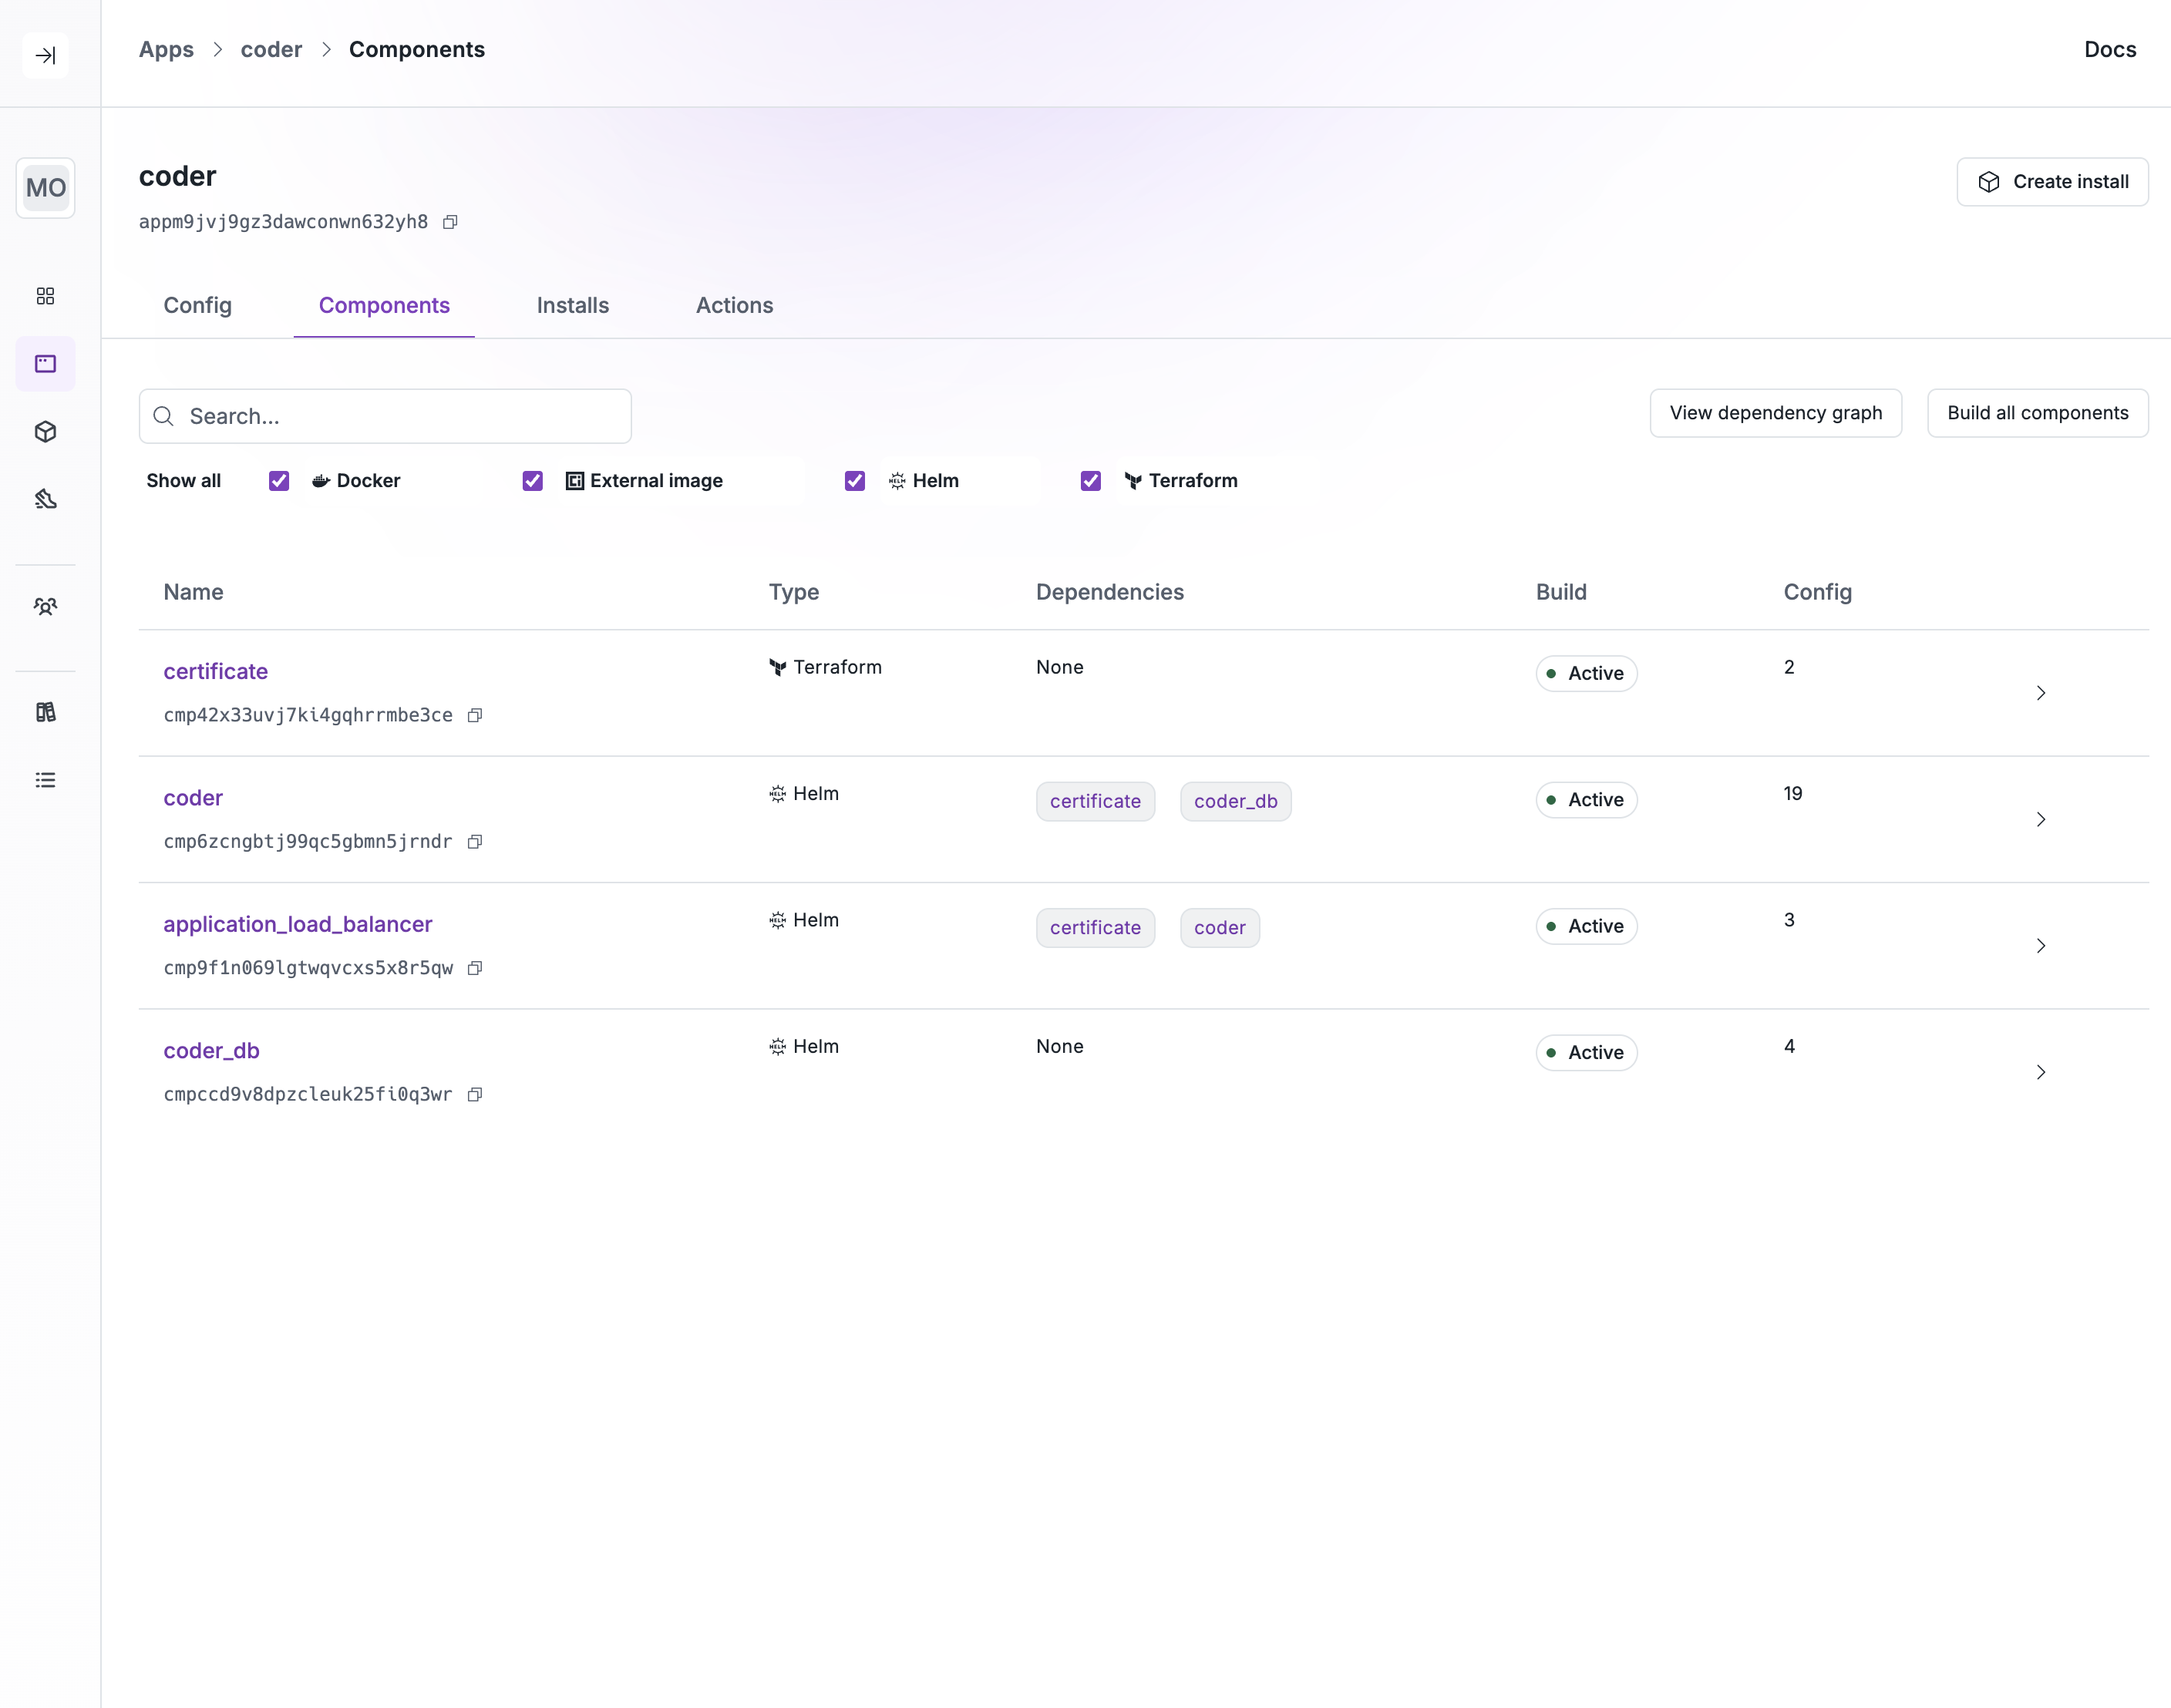 Apps > coder > Components
Docs
MO
coder
Create install
appm9jvj9gz3dawconwn632yh8
Config Components Installs Actions
Search...
View dependency graph
Build all components
Show all Docker External image Helm Terraform
Name Type Dependencies Build Config
certificate Terraform None Active 2
cmp42x33uvj7ki4gqhrrmbe3ce
coder Helm certificate coder_db Active 19
cmp6zcngbtj99qc5gbmn5jrndr
application_load_balancer Helm certificate coder Active 3
cmp9f1n069lgtwqvcxs5x8r5qw
coder_db Helm None Active 4
cmpccd9v8dpzcleuk25fi0q3wr